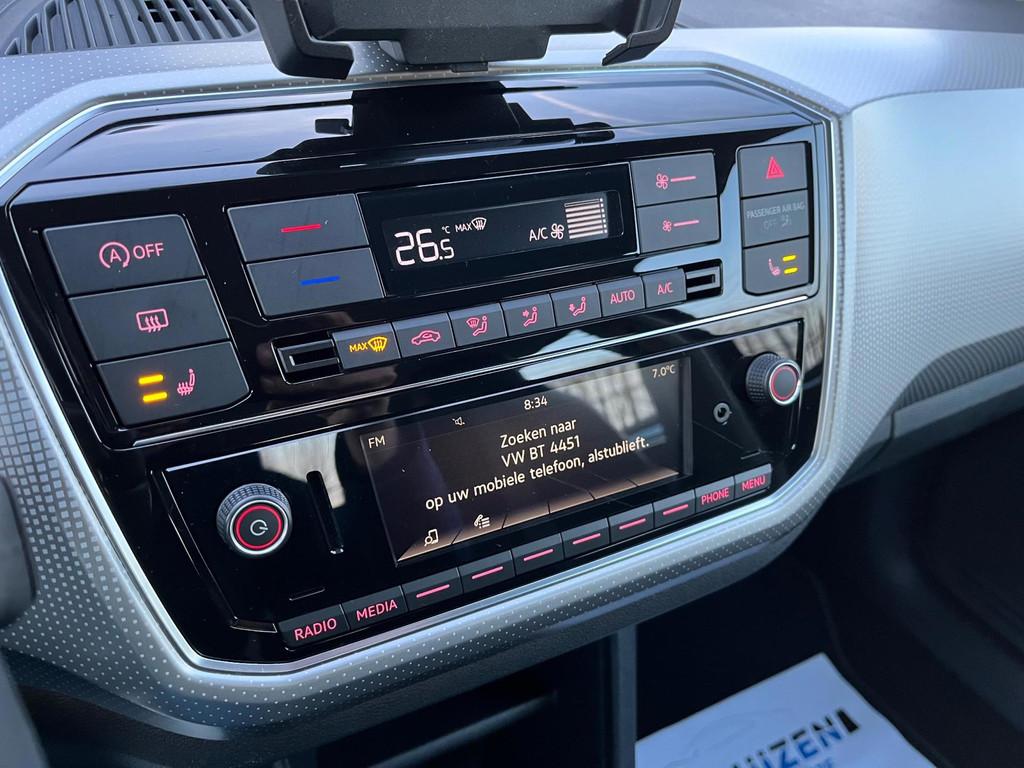 A OFF
26.5 °C MAX A/C
PASSENGER AIR BAG
OFF
MAX
AUTO
A/C
8:34
7.0°C
FM
Zoeken naar
VW BT 4451
op uw mobiele telefoon, alstublieft.
RADIO
MEDIA
PHONE
MENU